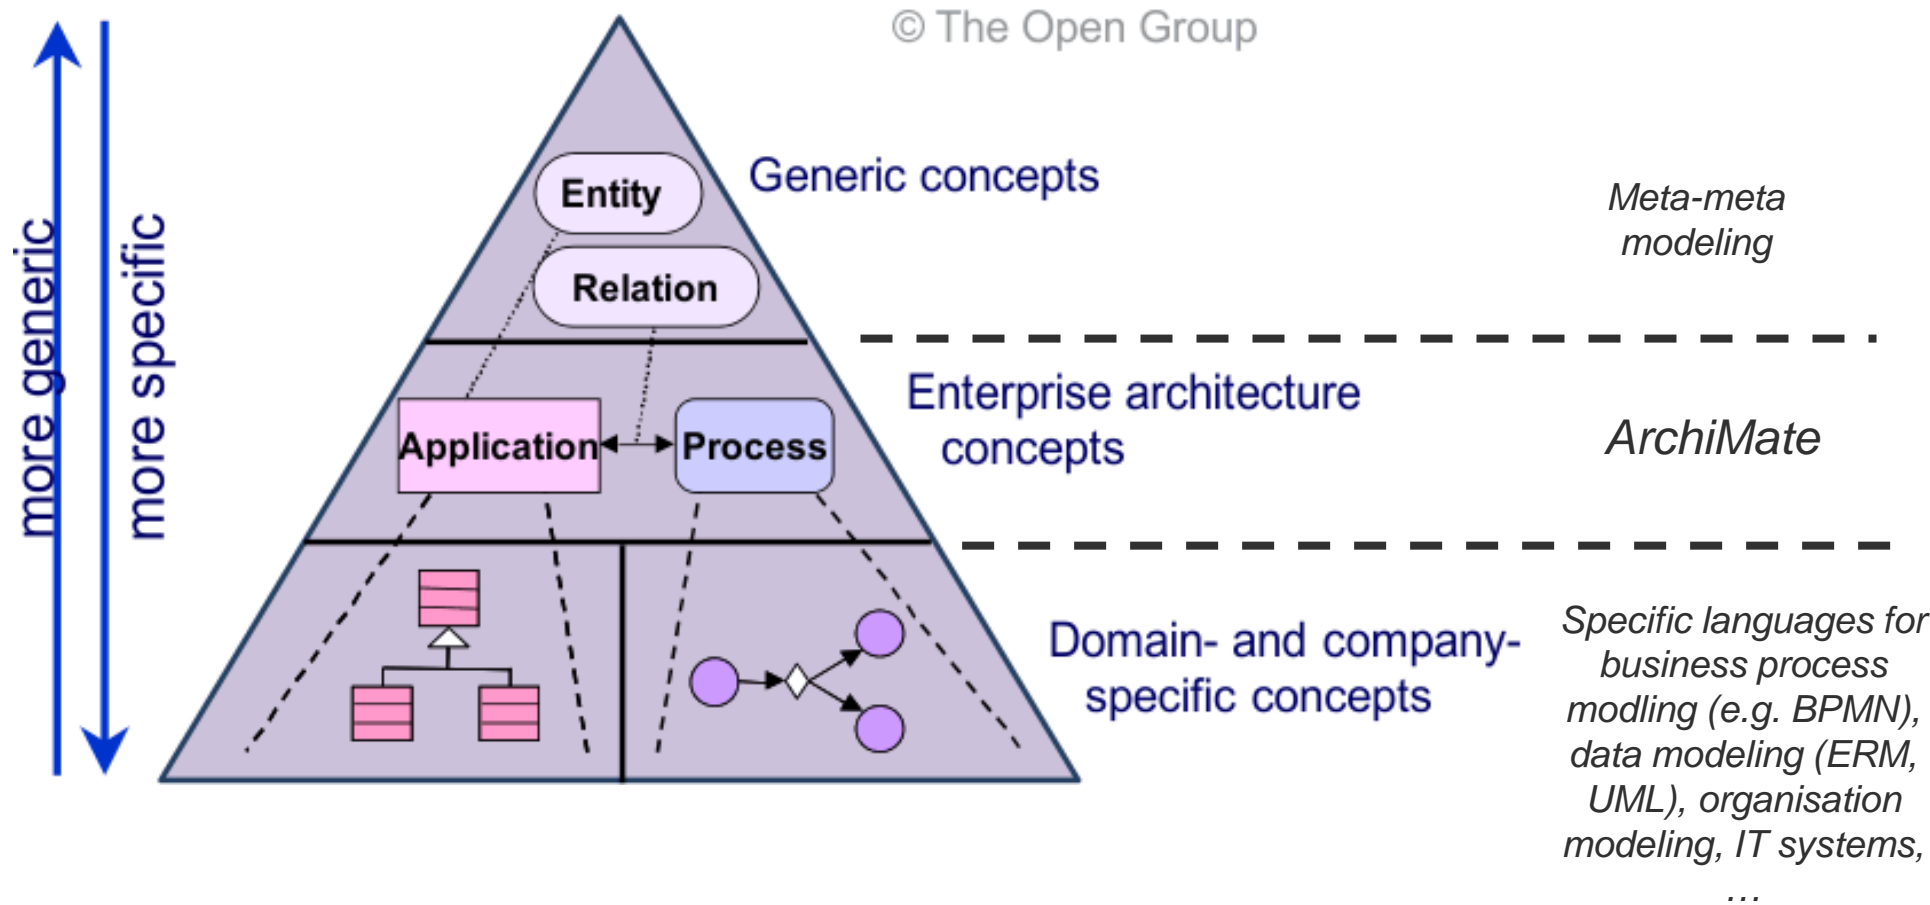 © The Open Group
more generic
more specific
Entity
Relation
Generic concepts
Meta-meta
modeling
Application
Process
Enterprise architecture
concepts
ArchiMate
Domain- and company-
specific concepts
Specific languages for
business process
modling (e.g. BPMN),
data modeling (ERM,
UML), organisation
modeling, IT systems,
...